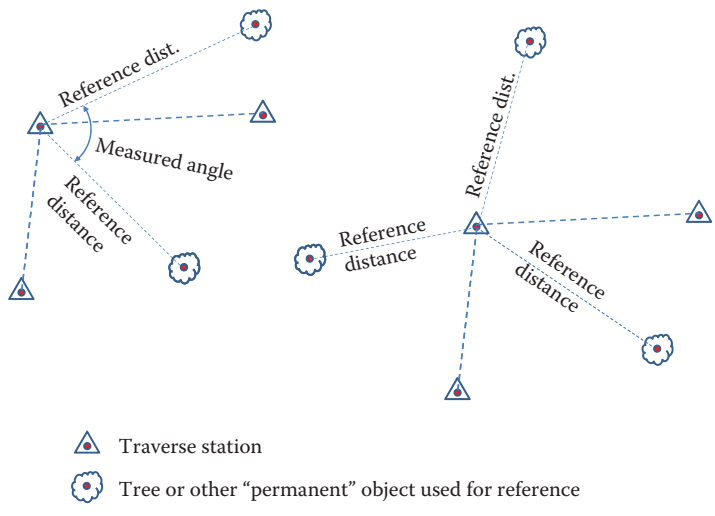 Reference dist.
Measured angle
Reference
distance
Reference dist.
Reference
distance
Reference
distance
Traverse station
Tree or other “permanent” object used for reference